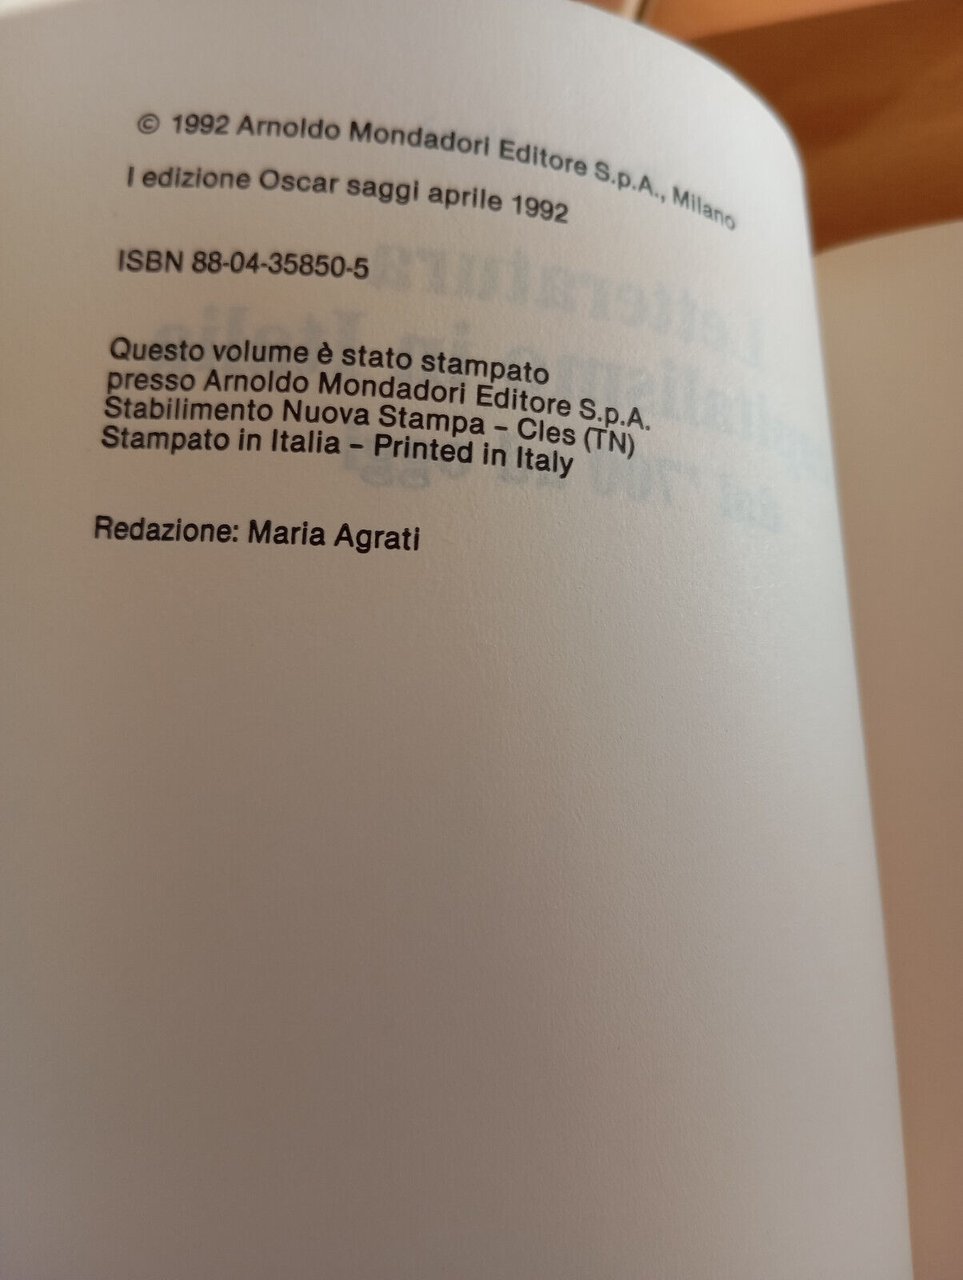 © 1992 Arnoldo Mondadori Editore S.p.A., Milano
I edizione Oscar saggi aprile 1992
ISBN 88-04-35850-5
Questo volume è stato stampato
presso Arnoldo Mondadori Editore S.p.A.
Stabilimento Nuova Stampa – Cles (TN)
Stampato in Italia – Printed in Italy
Redazione: Maria Agrati